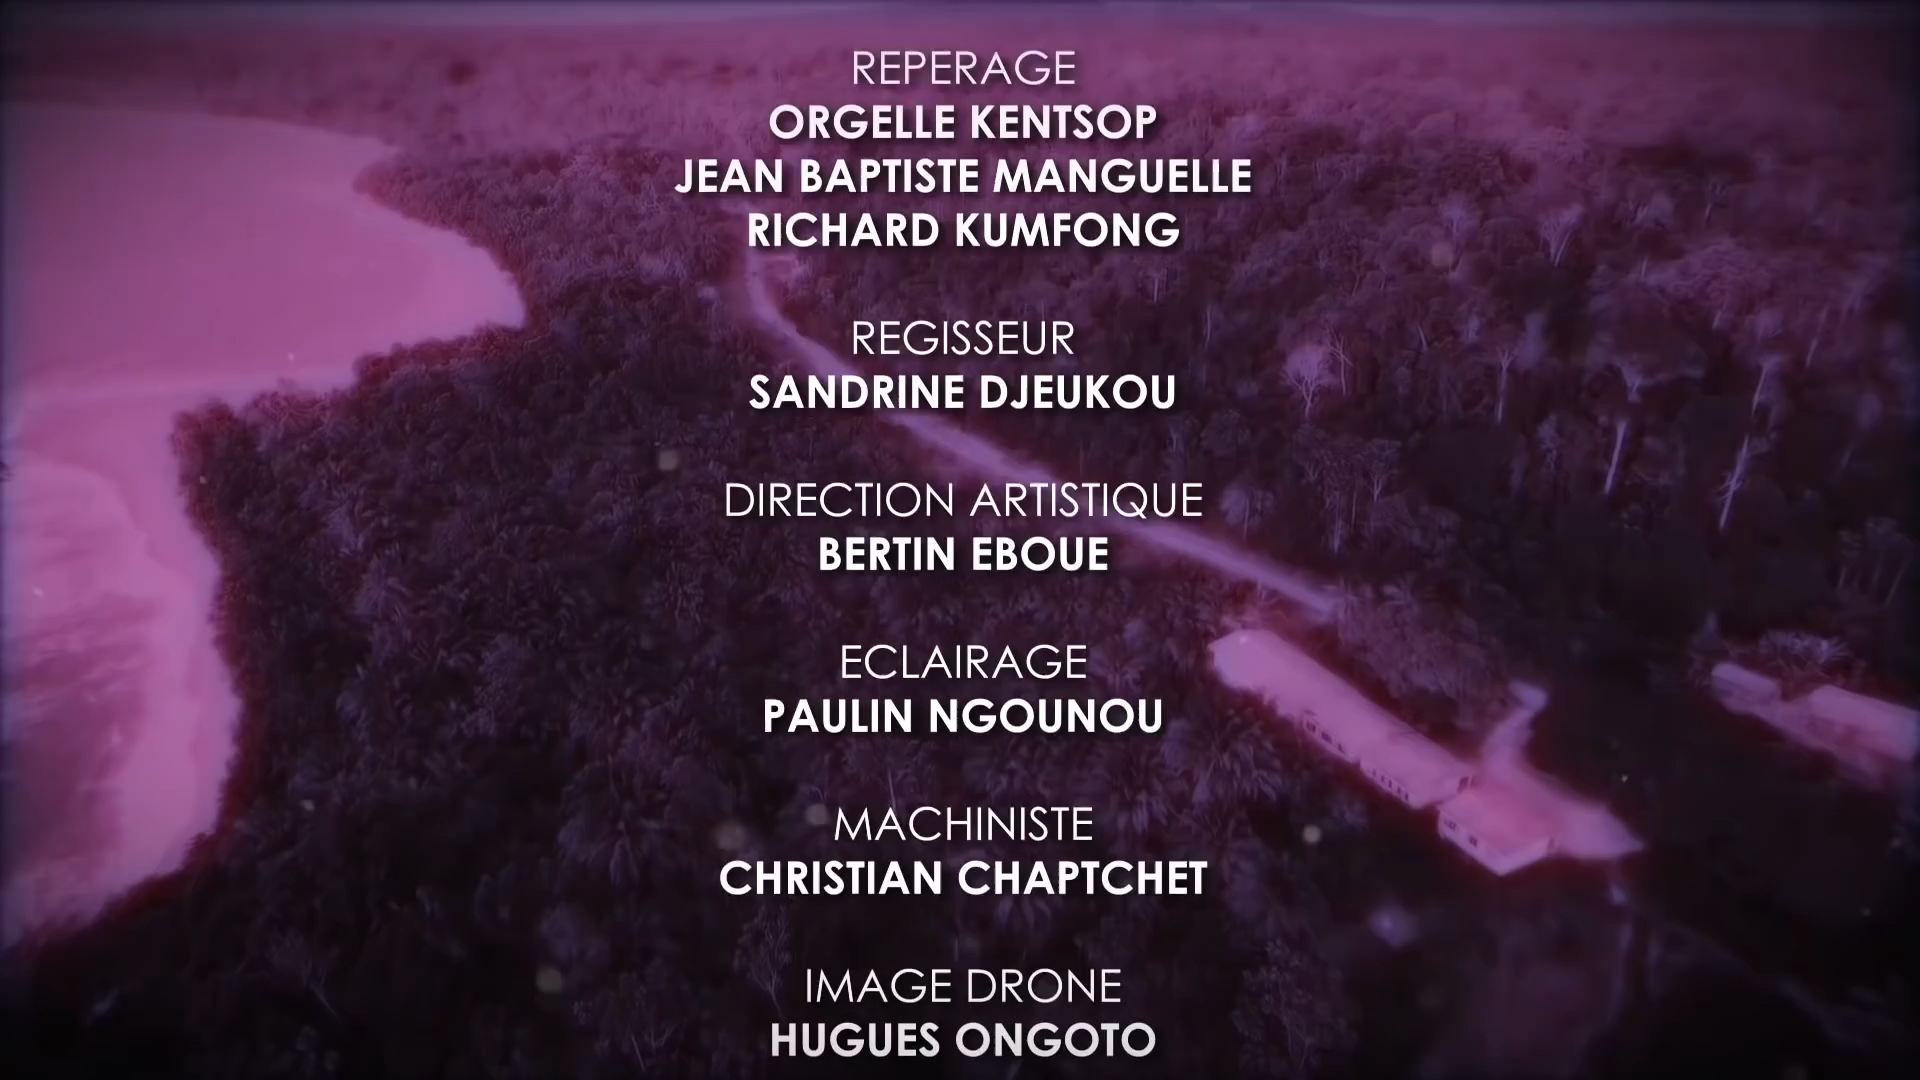 REPERAGE
ORGELLE KENTSOP
JEAN BAPTISTE MANGUELLE
RICHARD KUMFONG
REGISSEUR
SANDRINE DJEUKOU
DIRECTION ARTISTIQUE
BERTIN EBOUE
ECLAIRAGE
PAULIN NGOUNOU
MACHINISTE
CHRISTIAN CHAPTCHET
IMAGE DRONE
HUGUES ONGOTO